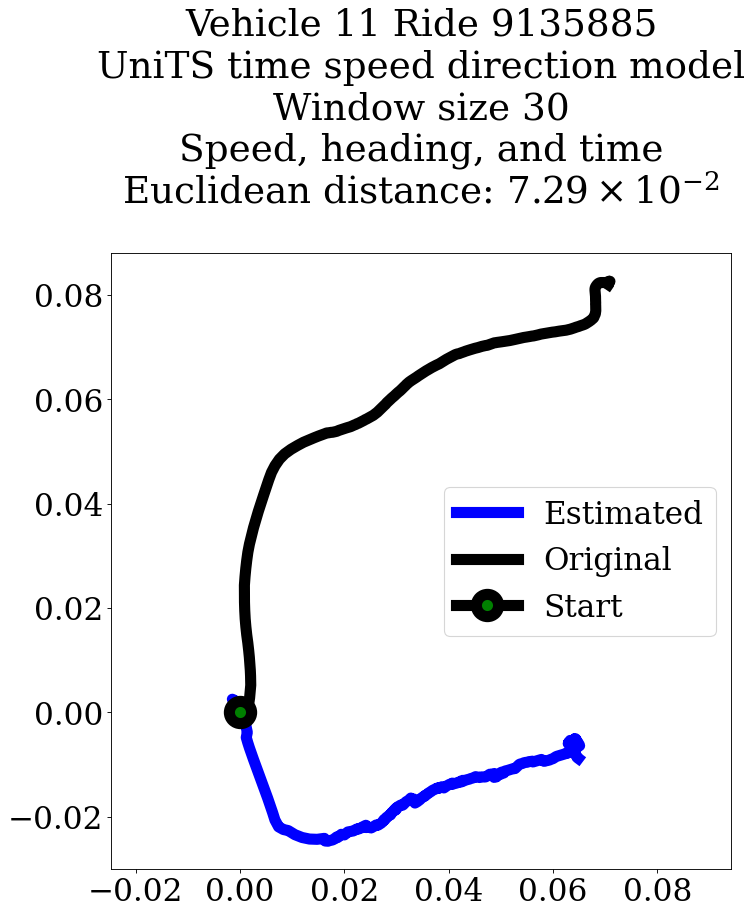 Vehicle 11 Ride 9135885
UniTS time speed direction model
Window size 30
Speed, heading, and time
Euclidean distance: 7.29 × 10⁻²
0.08
0.06
0.04
0.02
0.00
−0.02
Estimated
Original
Start
−0.02 0.00 0.02 0.04 0.06 0.08